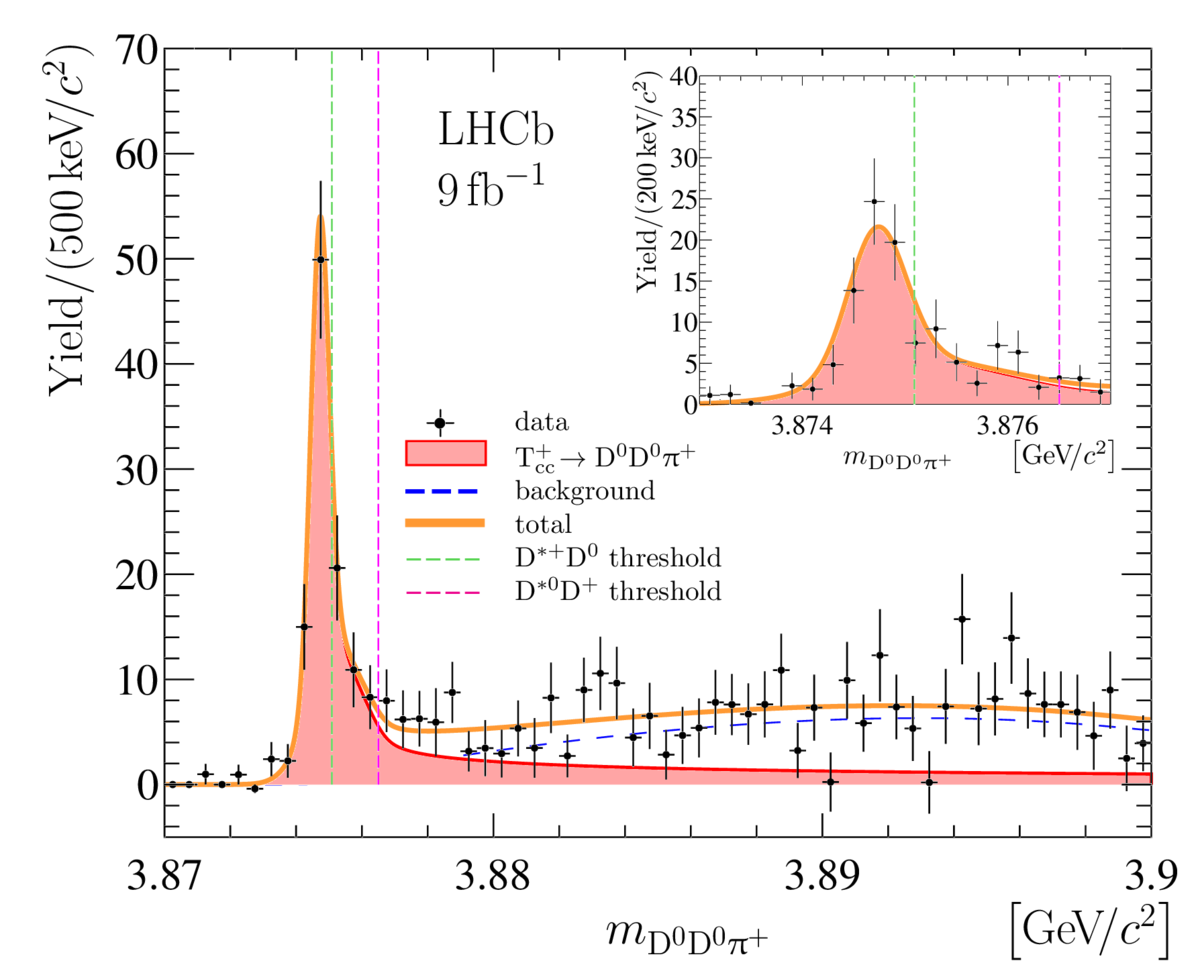 Yield/(500 keV/c²)
70
60
50
40
30
20
10
0
LHCb
9 fb⁻¹
data
T⁺cc → D⁰D⁰π⁺
background
total
D*⁺D⁰ threshold
D*⁰D⁺ threshold
Yield/(200 keV/c²)
40
35
30
25
20
15
10
5
0
3.874 3.876
m_D⁰D⁰π⁺ [GeV/c²]
3.87 3.88 3.89 3.9
m_D⁰D⁰π⁺ [GeV/c²]